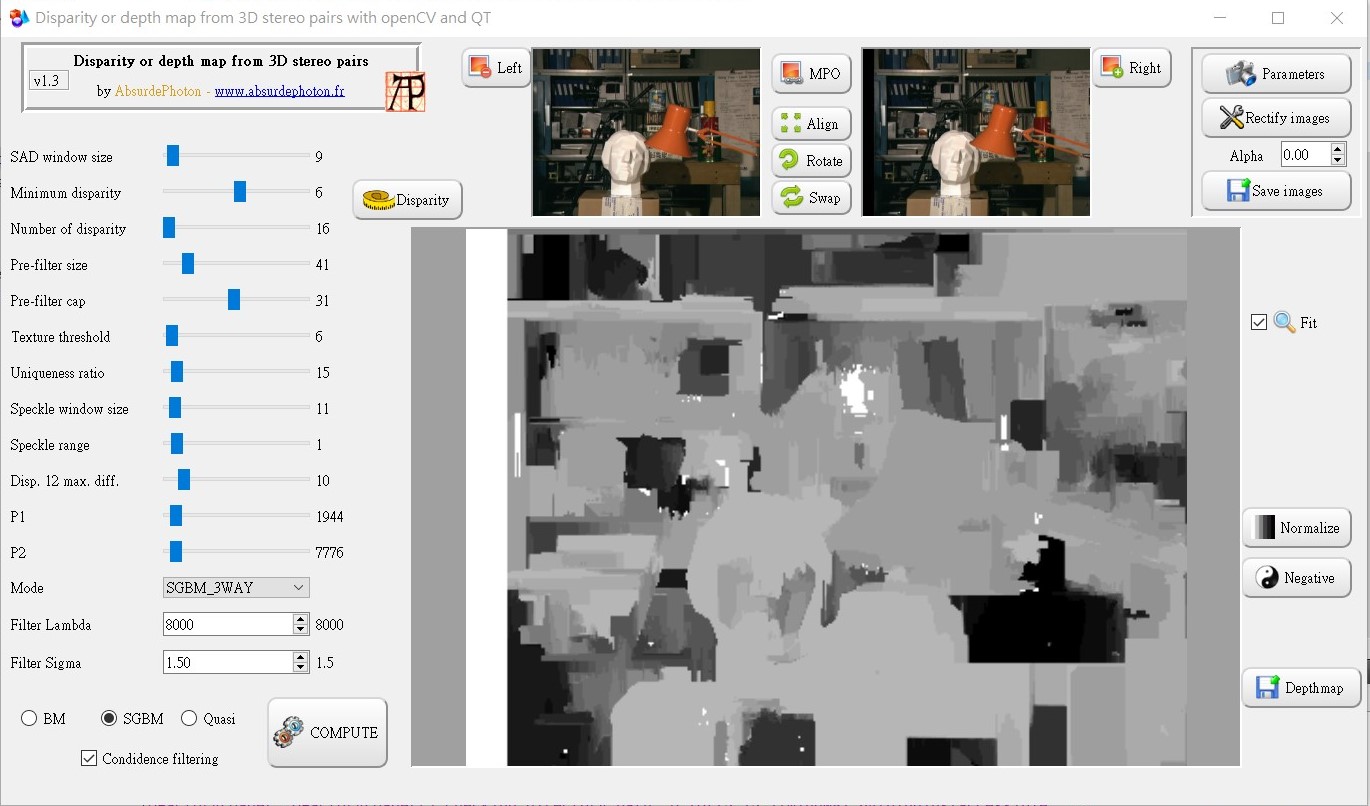 Disparity or depth map from 3D stereo pairs with openCV and QT
Disparity or depth map from 3D stereo pairs
v1.3
by AbsurdePhoton - www.absurdephoton.fr
AP
Left
MPO
Align
Rotate
Swap
Right
Parameters
Rectify images
Alpha 0.00
Save images
SAD window size 9
Minimum disparity 6
Disparity
Number of disparity 16
Pre-filter size 41
Pre-filter cap 31
Texture threshold 6
Uniqueness ratio 15
Speckle window size 11
Speckle range 1
Disp. 12 max. diff. 10
P1 1944
P2 7776
Mode SGBM_3WAY
Filter Lambda 8000 8000
Filter Sigma 1.50 1.5
BM SGBM Quasi
COMPUTE
Condidence filtering
Fit
Normalize
Negative
Depthmap